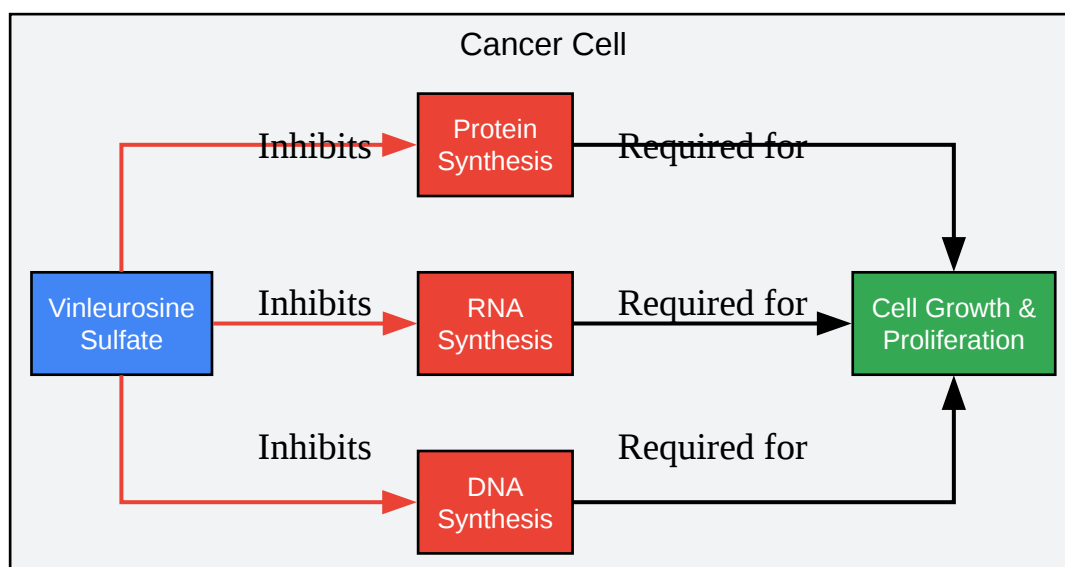 Cancer Cell
Inhibits
Protein
Synthesis
Required for
Vinleurosine
Sulfate
Inhibits
RNA
Synthesis
Required for
Cell Growth &
Proliferation
Inhibits
DNA
Synthesis
Required for